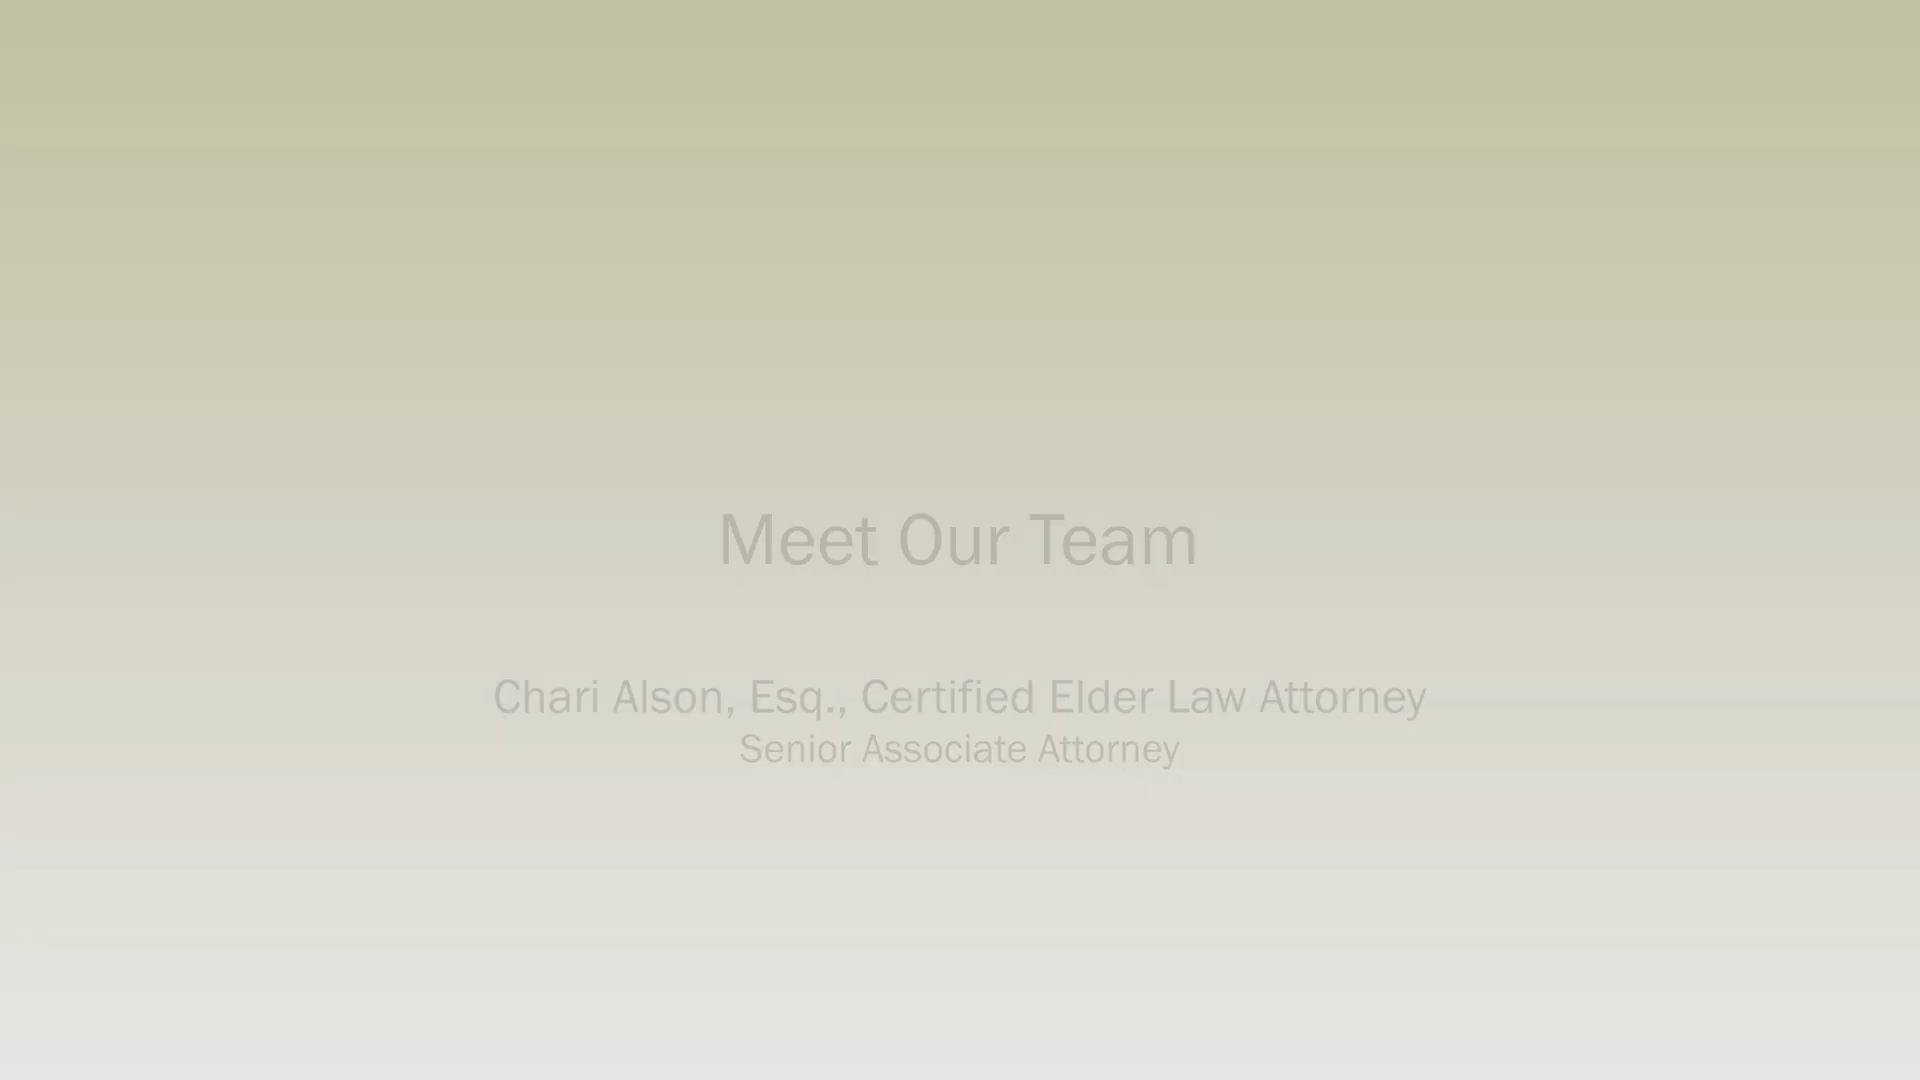 Meet Our Team
Chari Alson, Esq., Certified Elder Law Attorney
Senior Associate Attorney